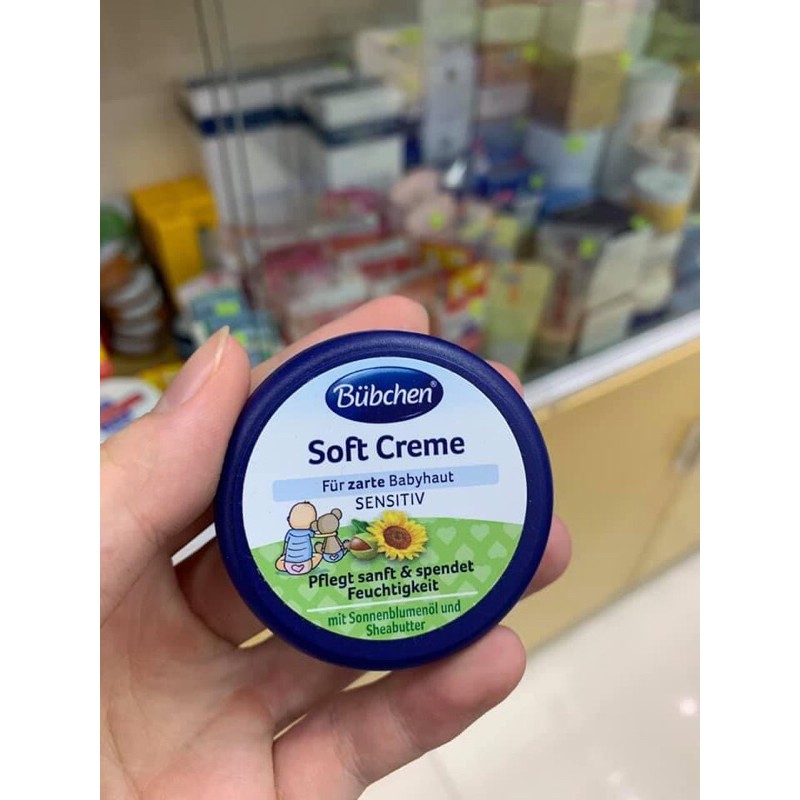 Bübchen®
Soft Creme
Für zarte Babyhaut
SENSITIV
Pflegt sanft & spendet
Feuchtigkeit
mit Sonnenblumenöl und
Sheabutter